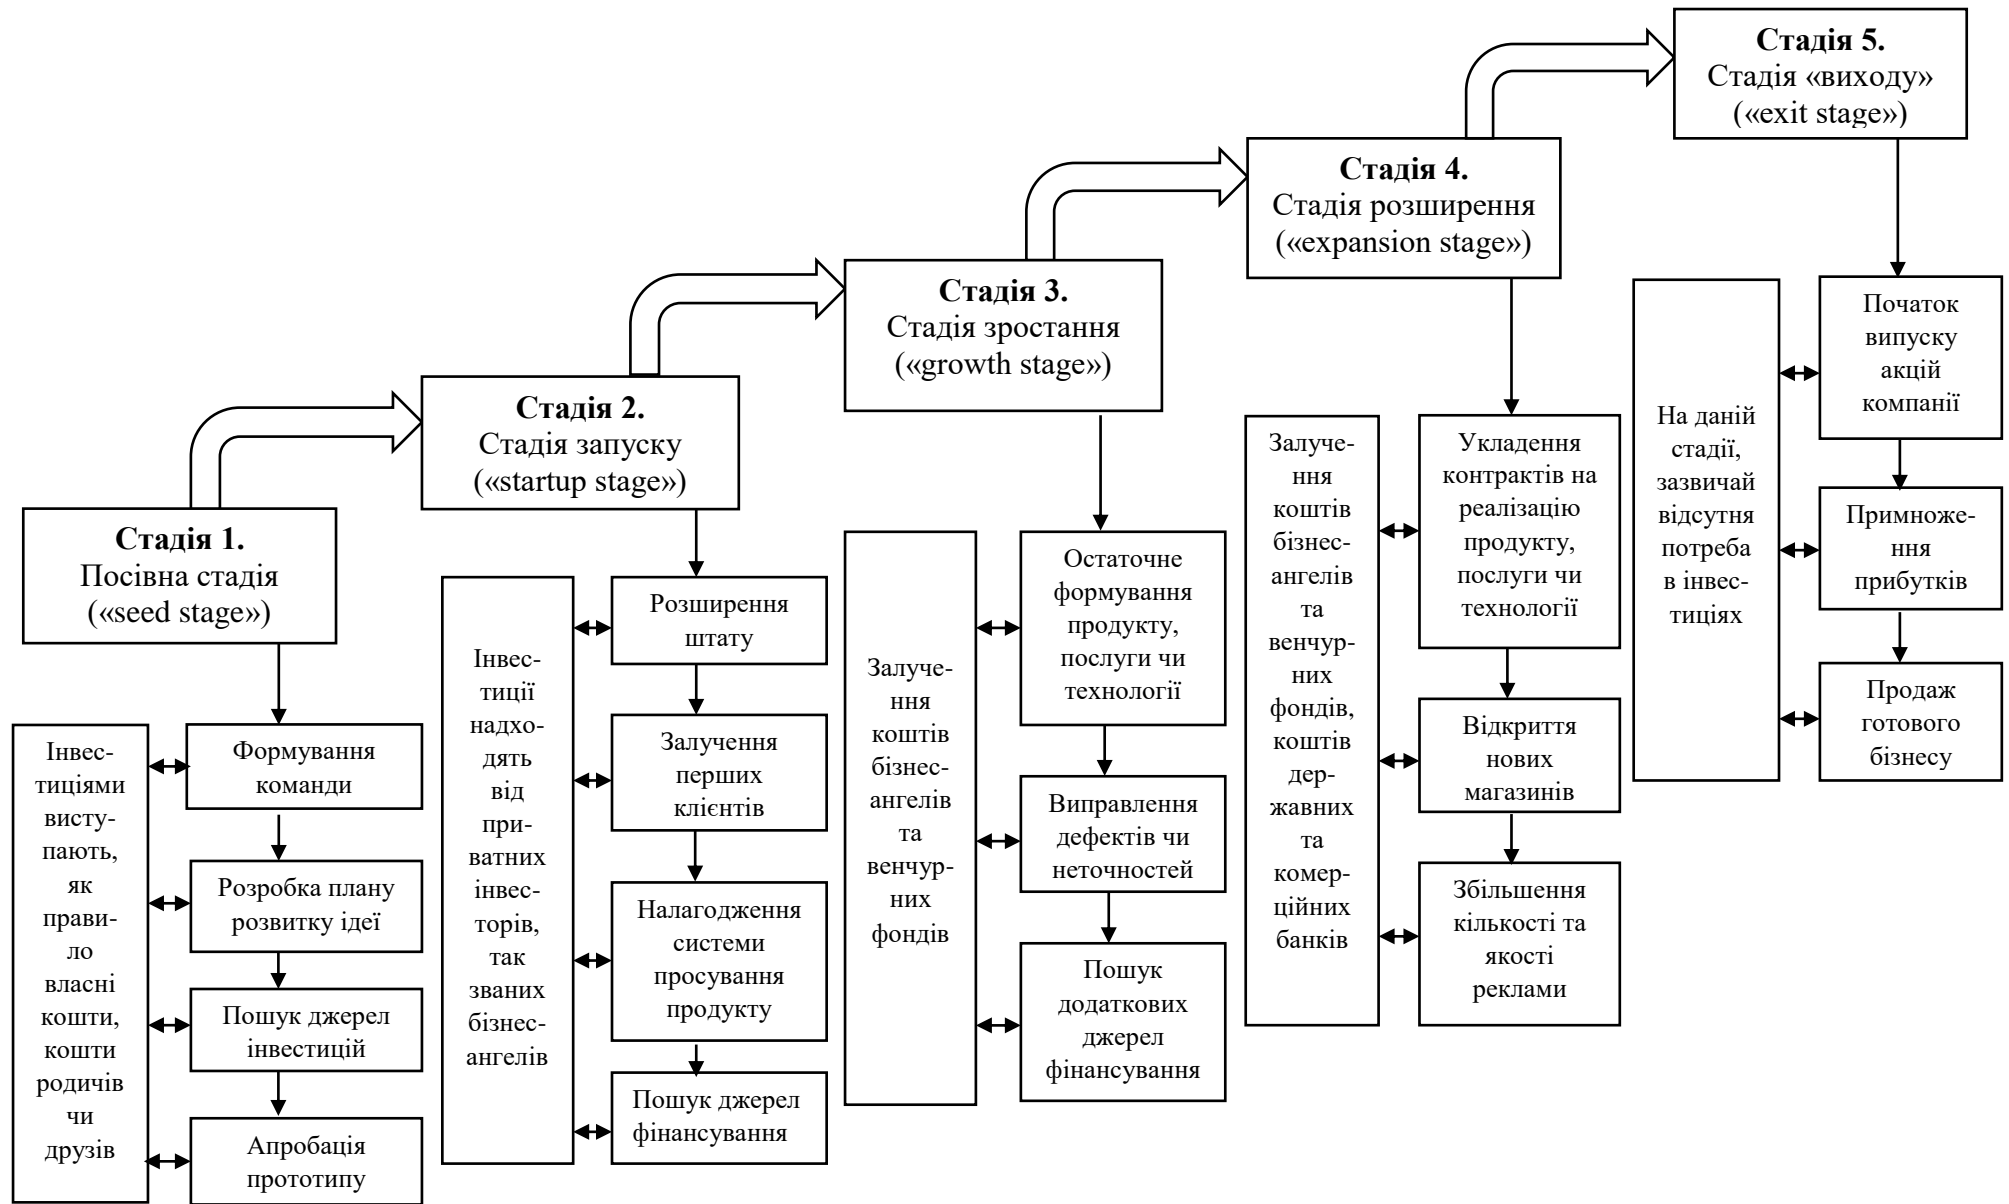 Стадія 1.
Посівна стадія
(«seed stage»)
Інвес-
тиціями
висту-
пають,
як
прави-
ло
власні
кошти,
кошти
родичів
чи
друзів
Формування
команди
Розробка плану
розвитку ідеї
Пошук джерел
інвестицій
Апробація
прототипу
Стадія 2.
Стадія запуску
(«startup stage»)
Інвес-
тиції
надхо-
дять
від
при-
ватних
інвес-
торів,
так
званих
бізнес-
ангелів
Розширення
штату
Залучення
перших
клієнтів
Налагодження
системи
просування
продукту
Пошук джерел
фінансування
Стадія 3.
Стадія зростання
(«growth stage»)
Залуче-
ння
коштів
бізнес-
ангелів
та
венчур-
них
фондів
Остаточне
формування
продукту,
послуги чи
технології
Виправлення
дефектів чи
неточностей
Пошук
додаткових
джерел
фінансування
Стадія 4.
Стадія розширення
(«expansion stage»)
Залуче-
ння
коштів
бізнес-
ангелів
та
венчур-
них
фондів,
коштів
дер-
жавних
та
комер-
ційних
банків
Укладення
контрактів на
реалізацію
продукту,
послуги чи
технології
Відкриття
нових
магазинів
Збільшення
кількості та
якості
реклами
Стадія 5.
Стадія «виходу»
(«exit stage»)
На даній
стадії,
зазвичай
відсутня
потреба
в інвес-
тиціях
Початок
випуску
акцій
компанії
Примноже-
ння
прибутків
Продаж
готового
бізнесу